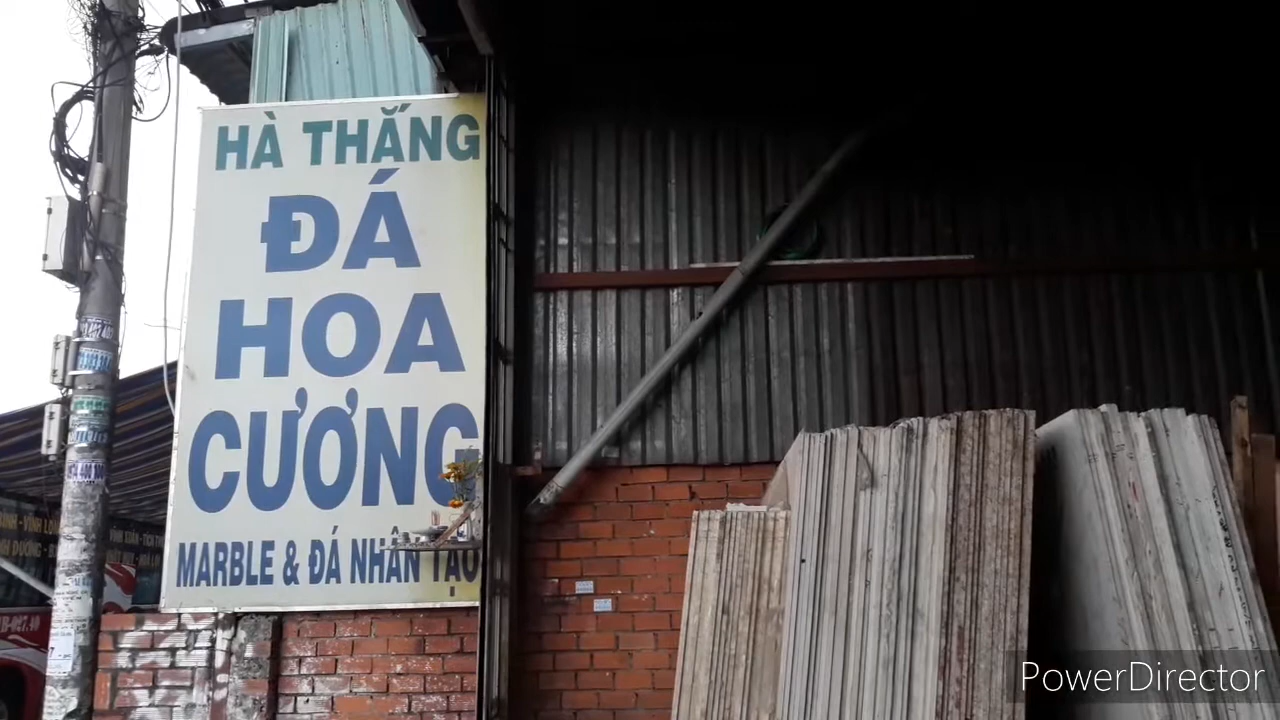 HÀ THẮNG
ĐÁ
HOA
CƯƠNG
MARBLE & ĐÁ NHÂN TẠO
PowerDirector